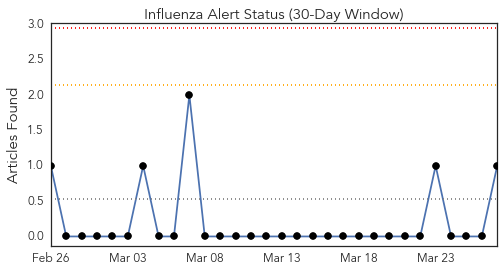 Influenza Alert Status (30-Day Window)
Articles Found
3.0
2.5
2.0
1.5
1.0
0.5
0.0
Feb 26 Mar 03 Mar 08 Mar 13 Mar 18 Mar 23